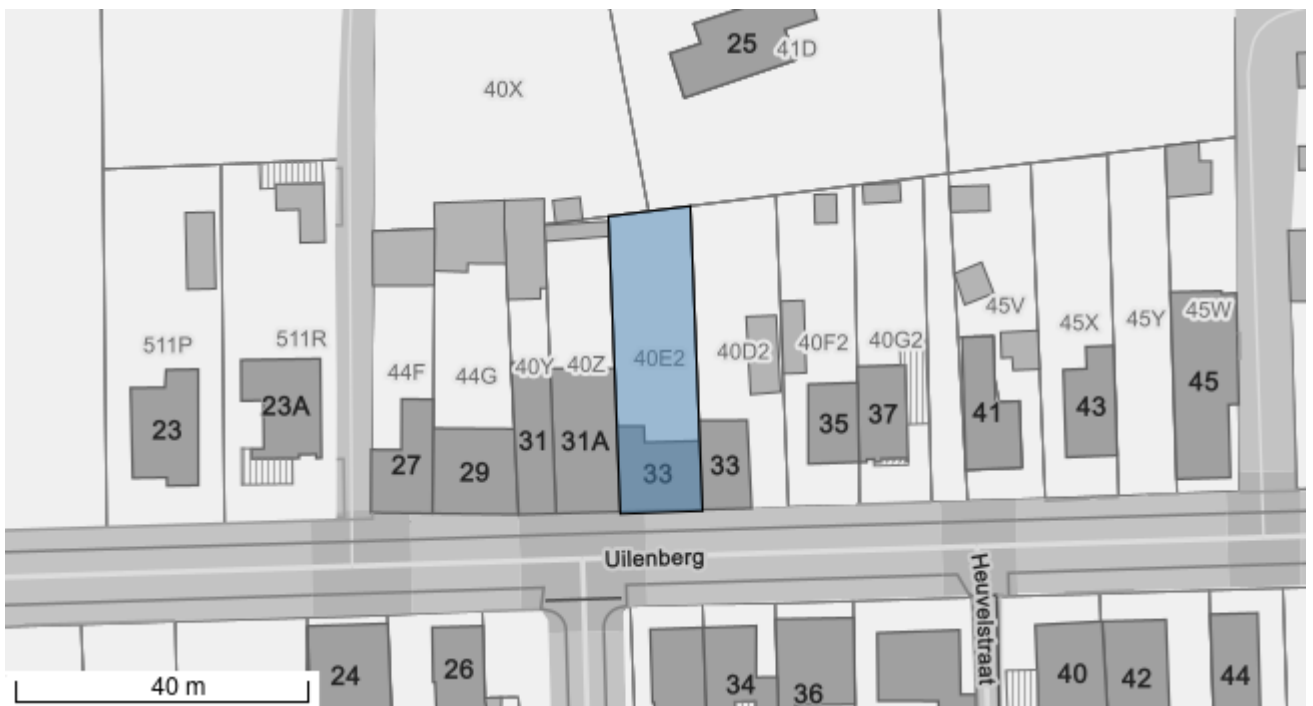 25
41D
40X
511P
511R
44F
44G
40Y
40Z
40E2
40D2
40F2
40G2
45V
45X
45Y
45W
23
23A
27
29
31
31A
33
33
35
37
41
43
45
Uilenberg
Heuvelstraat
24
26
34
36
40
42
44
40 m